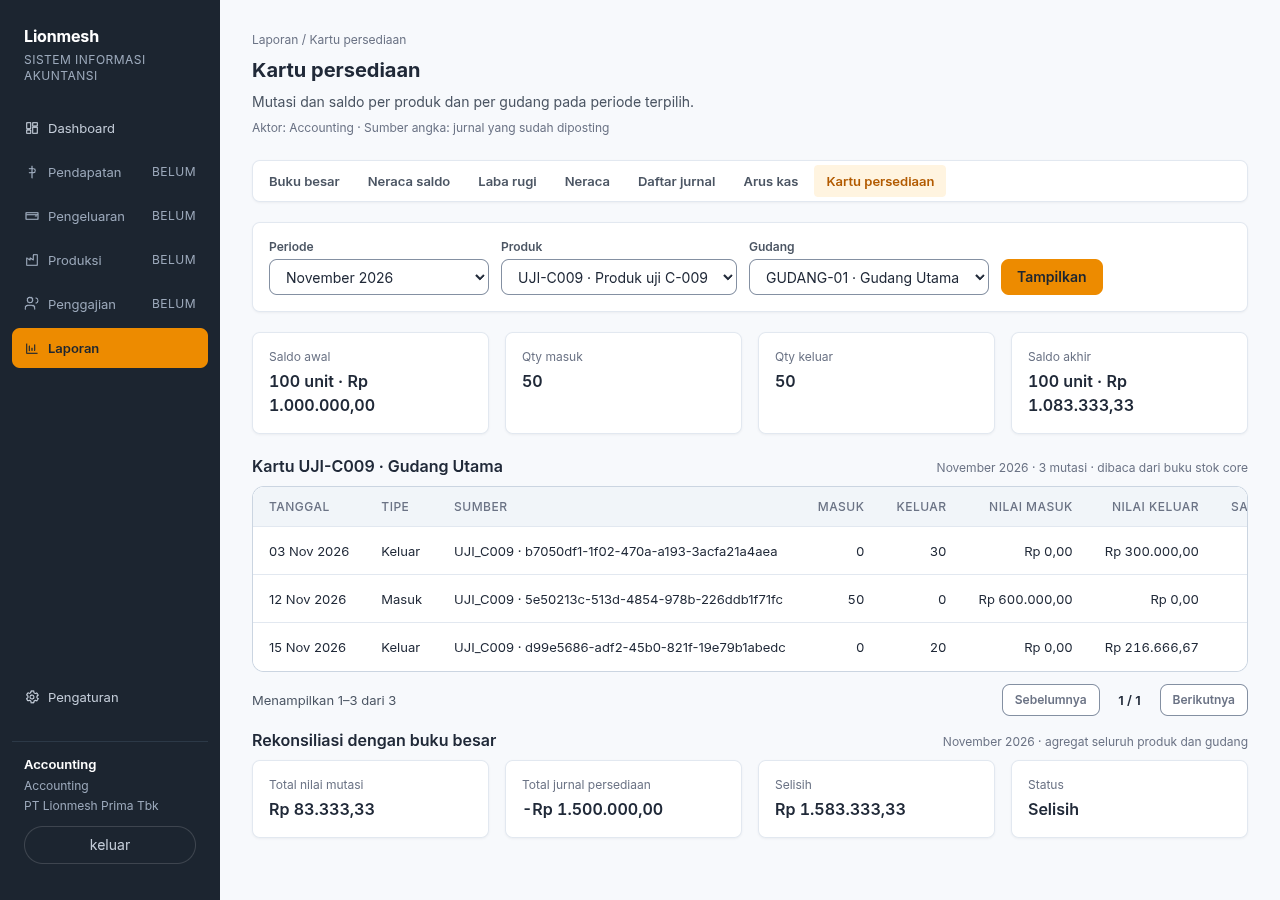 Lionmesh
SISTEM INFORMASI
AKUNTANSI
Dashboard
Pendapatan BELUM
Pengeluaran BELUM
Produksi BELUM
Penggajian BELUM
Laporan
Pengaturan
Accounting
Accounting
PT Lionmesh Prima Tbk
keluar
Laporan / Kartu persediaan
Kartu persediaan
Mutasi dan saldo per produk dan per gudang pada periode terpilih.
Aktor: Accounting · Sumber angka: jurnal yang sudah diposting
Buku besar Neraca saldo Laba rugi Neraca Daftar jurnal Arus kas Kartu persediaan
Periode Produk Gudang
November 2026 UJI-C009 · Produk uji C-009 GUDANG-01 · Gudang Utama Tampilkan
Saldo awal Qty masuk Qty keluar Saldo akhir
100 unit · Rp 50 50 100 unit · Rp
1.000.000,00 1.083.333,33
Kartu UJI-C009 · Gudang Utama November 2026 · 3 mutasi · dibaca dari buku stok core
TANGGAL TIPE SUMBER MASUK KELUAR NILAI MASUK NILAI KELUAR SA
03 Nov 2026 Keluar UJI_C009 · b7050df1-1f02-470a-a193-3acfa21a4aea 0 30 Rp 0,00 Rp 300.000,00
12 Nov 2026 Masuk UJI_C009 · 5e50213c-513d-4854-978b-226ddb1f71fc 50 0 Rp 600.000,00 Rp 0,00
15 Nov 2026 Keluar UJI_C009 · d99e5686-adf2-45b0-821f-19e79b1abedc 0 20 Rp 0,00 Rp 216.666,67
Menampilkan 1–3 dari 3 Sebelumnya 1 / 1 Berikutnya
Rekonsiliasi dengan buku besar November 2026 · agregat seluruh produk dan gudang
Total nilai mutasi Total jurnal persediaan Selisih Status
Rp 83.333,33 -Rp 1.500.000,00 Rp 1.583.333,33 Selisih